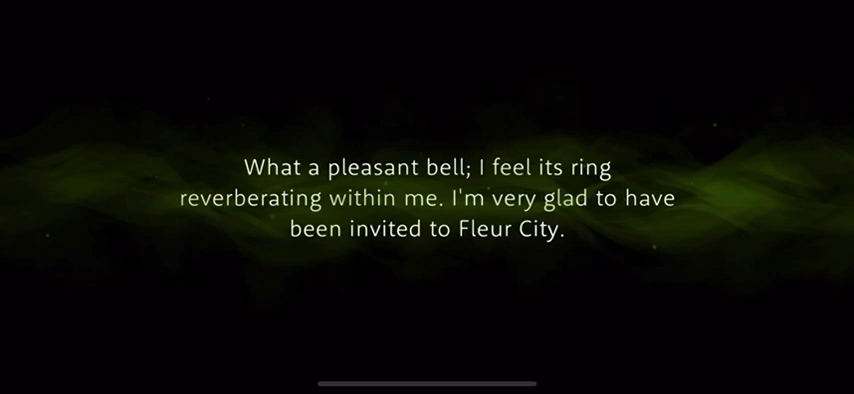 What a pleasant bell; I feel its ring
reverberating within me. I'm very glad to have
been invited to Fleur City.